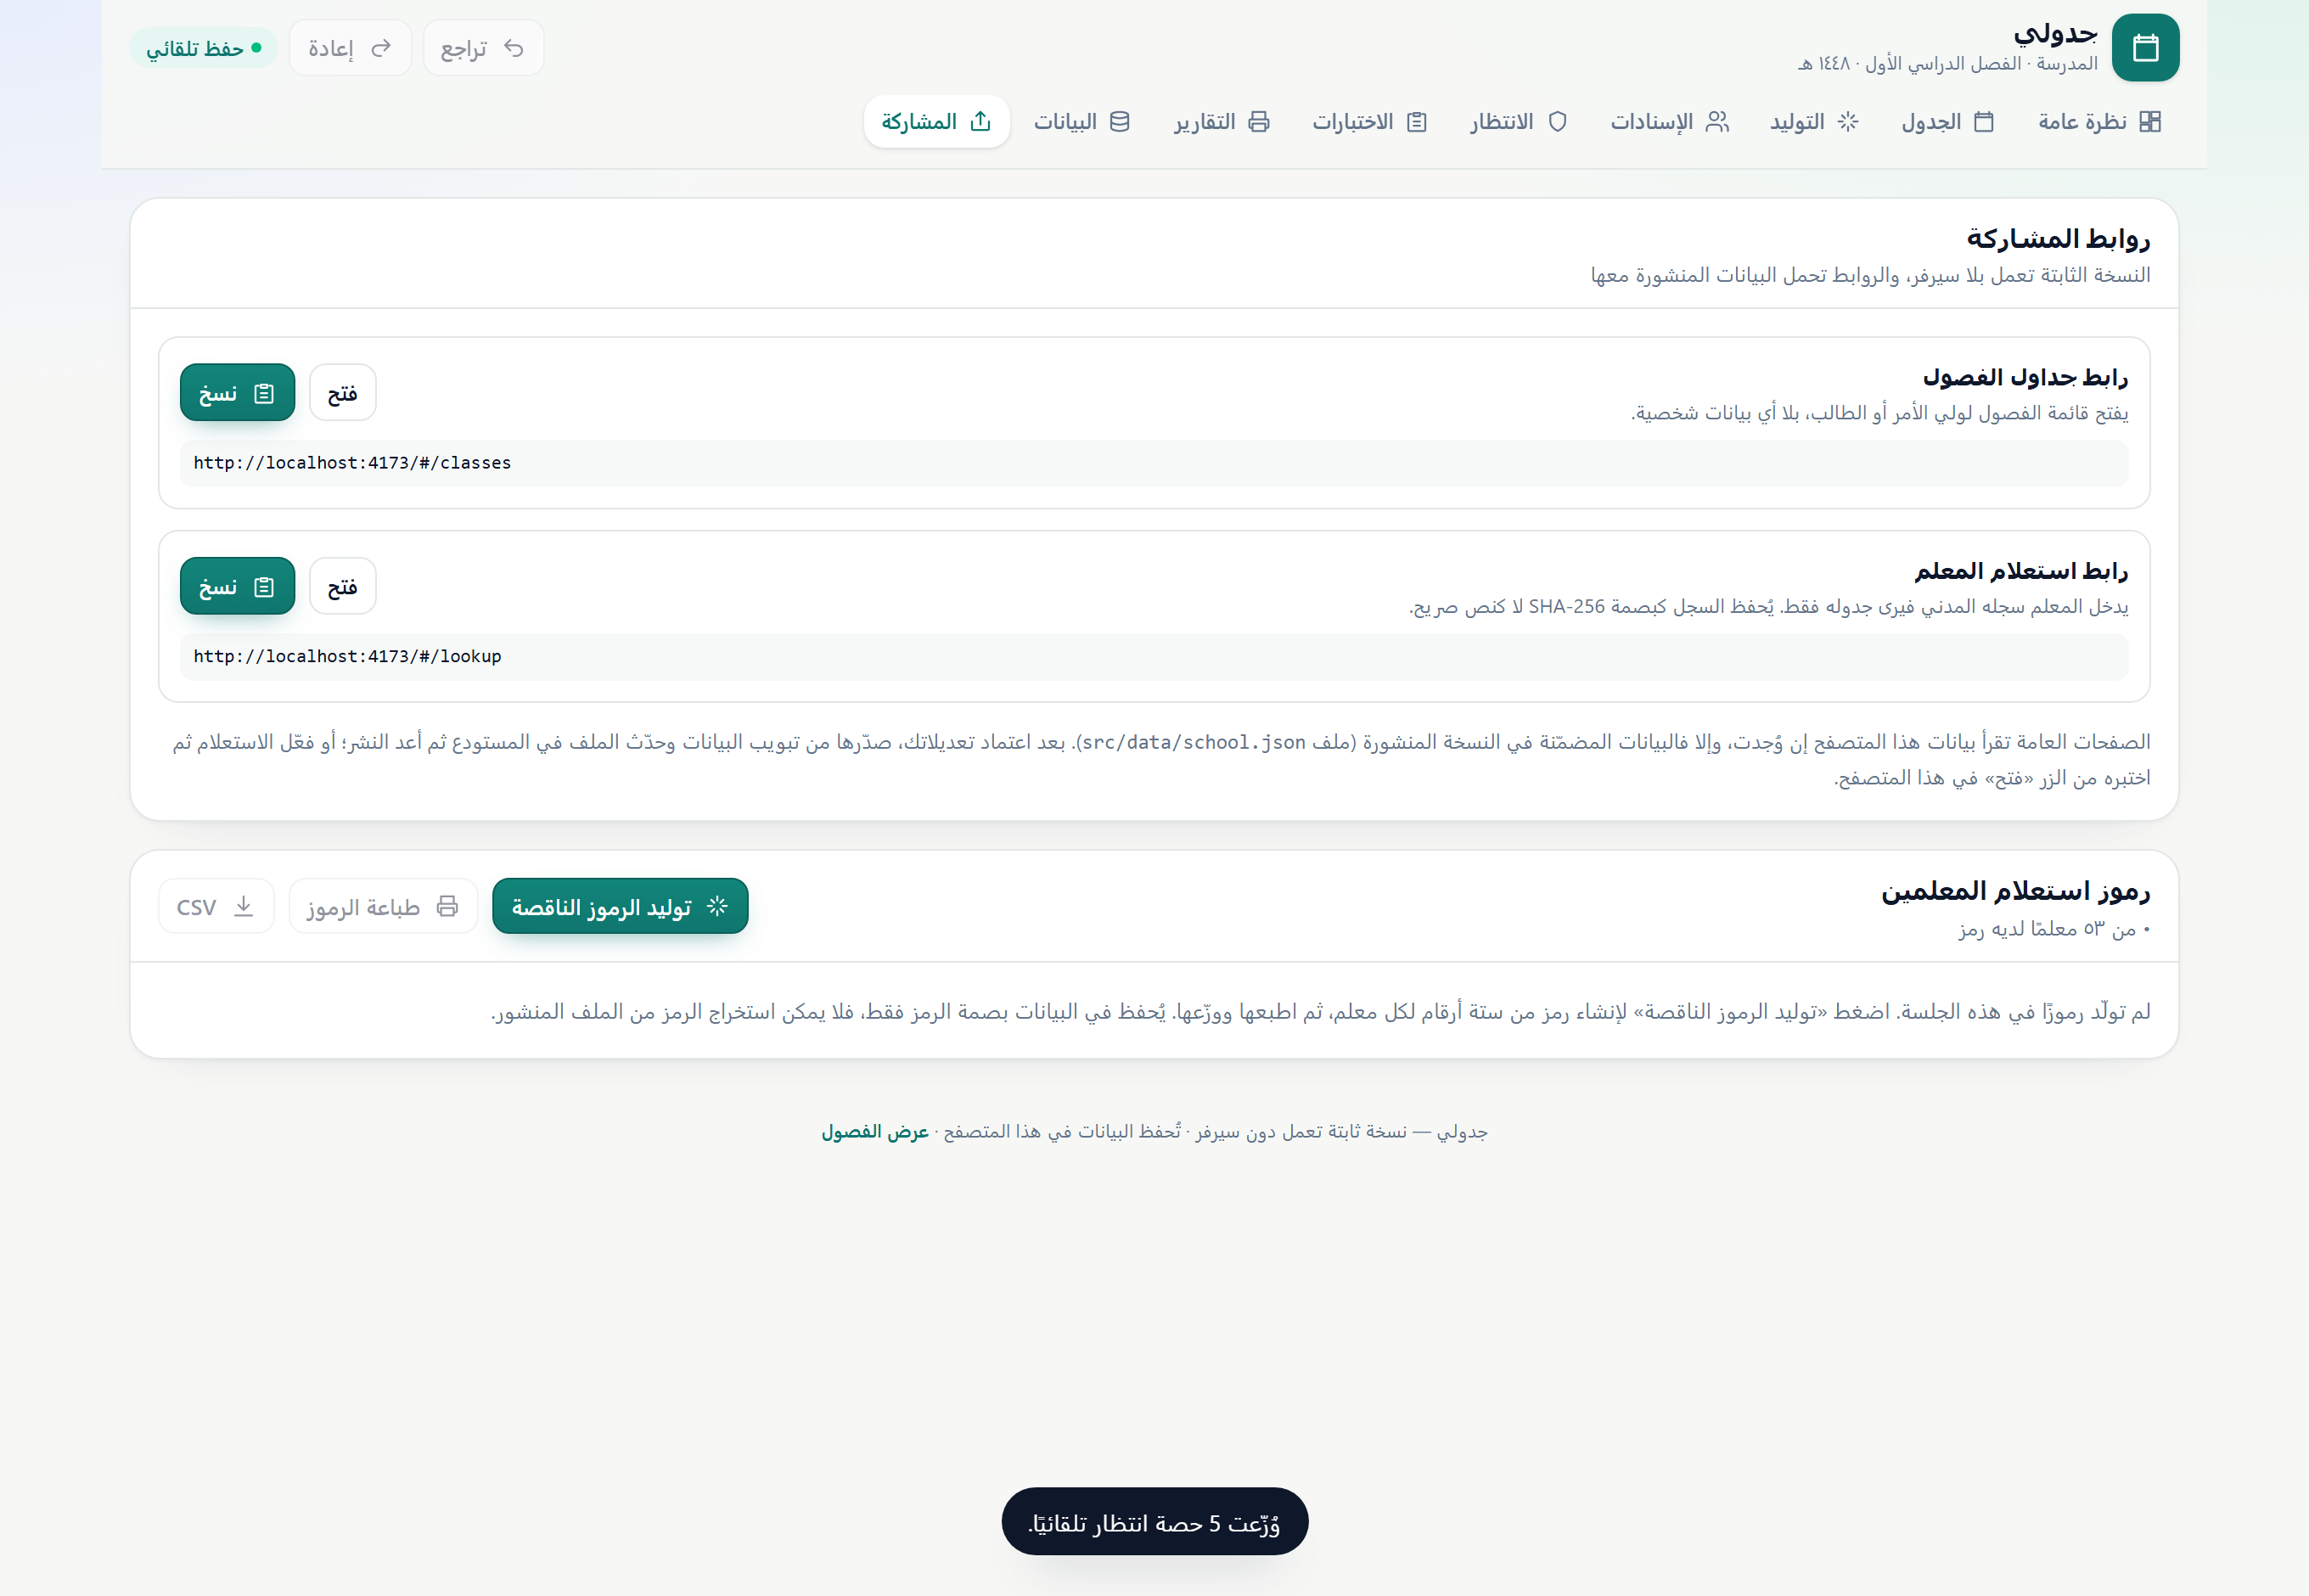 جدولي
المدرسة · الفصل الدراسي الأول · ١٤٤٨ هـ
تراجع
إعادة
حفظ تلقائي
نظرة عامة
الجدول
التوليد
الإسنادات
الانتظار
الاختبارات
التقارير
البيانات
المشاركة
روابط المشاركة
النسخة الثابتة تعمل بلا سيرفر، والروابط تحمل البيانات المنشورة معها
رابط جداول الفصول
يفتح قائمة الفصول لولي الأمر أو الطالب، بلا أي بيانات شخصية.
فتح
نسخ
http://localhost:4173/#/classes
رابط استعلام المعلم
يدخل المعلم سجله المدني فيرى جدوله فقط. يُحفظ السجل كبصمة SHA-256 لا كنص صريح.
فتح
نسخ
http://localhost:4173/#/lookup
الصفحات العامة تقرأ بيانات هذا المتصفح إن وُجدت، وإلا فالبيانات المضمّنة في النسخة المنشورة (ملف src/data/school.json). بعد اعتماد تعديلاتك، صدّرها من تبويب البيانات وحدّث الملف في المستودع ثم أعد النشر؛ أو فعّل الاستعلام ثم
اختبره من الزر «فتح» في هذا المتصفح.
رموز استعلام المعلمين
٠ من ٥٣ معلمًا لديه رمز
توليد الرموز الناقصة
طباعة الرموز
CSV
لم تولّد رموزًا في هذه الجلسة. اضغط «توليد الرموز الناقصة» لإنشاء رمز من ستة أرقام لكل معلم، ثم اطبعها ووزّعها. يُحفظ في البيانات بصمة الرمز فقط، فلا يمكن استخراج الرمز من الملف المنشور.
جدولي — نسخة ثابتة تعمل دون سيرفر · تُحفظ البيانات في هذا المتصفح · عرض الفصول
وُزّعت 5 حصة انتظار تلقائيًا.